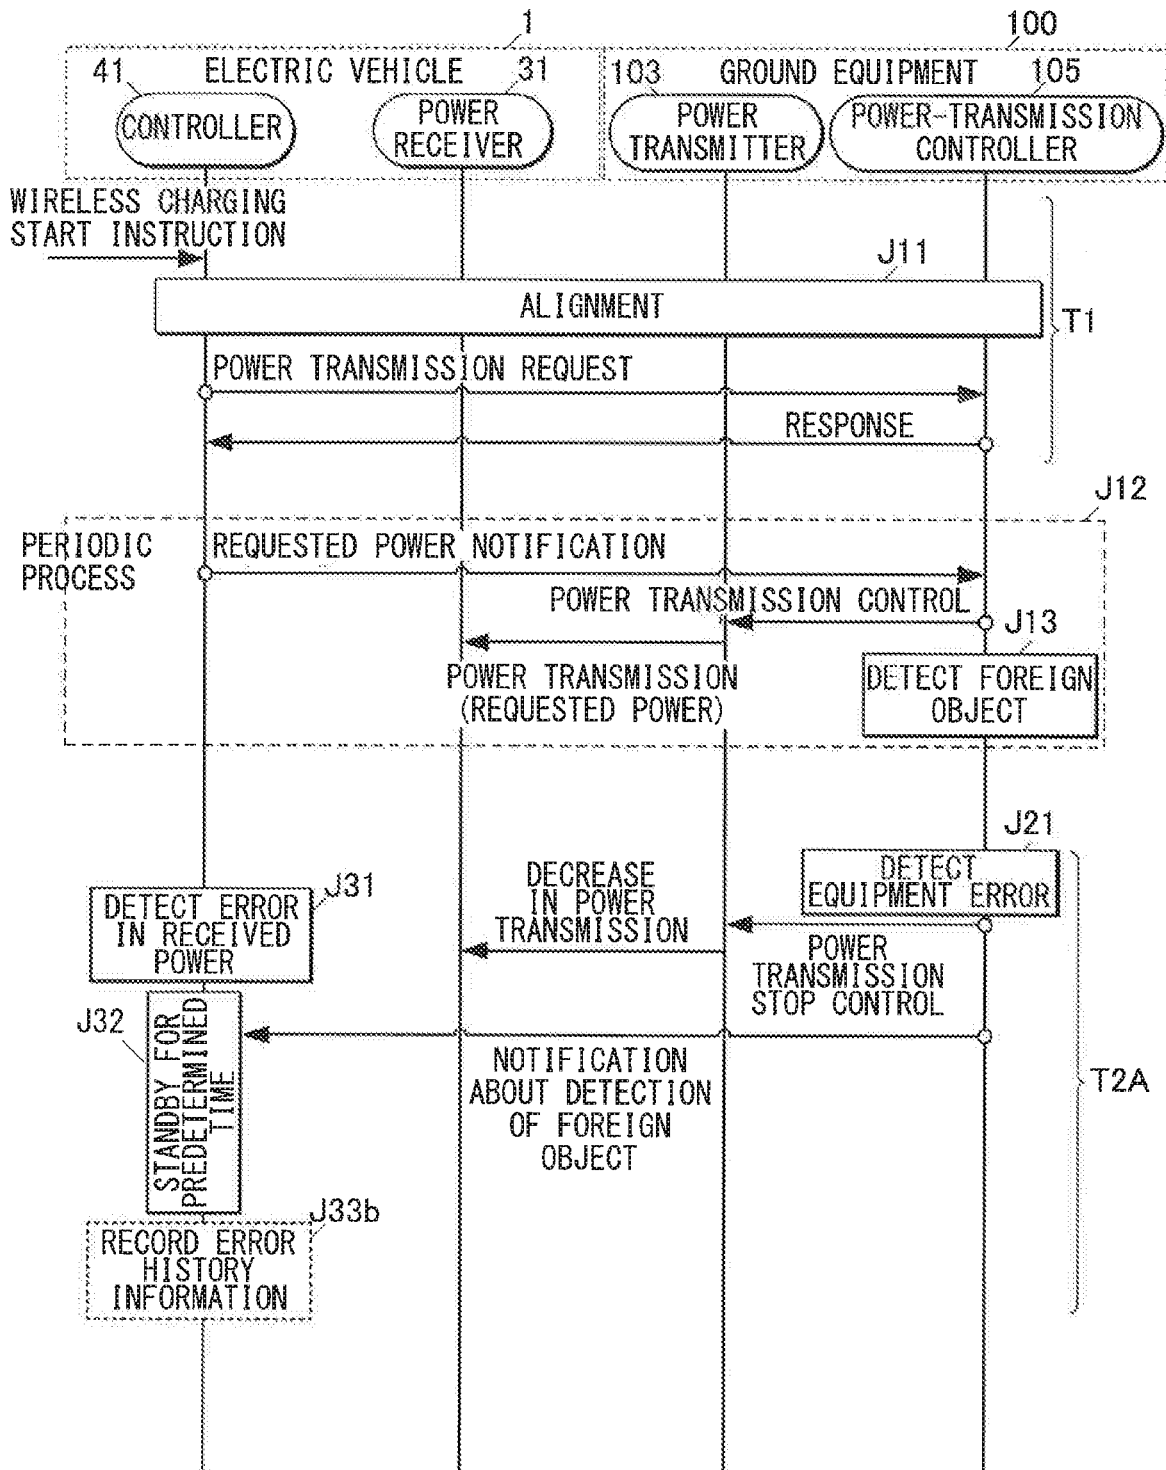 1
100
ELECTRIC VEHICLE
GROUND EQUIPMENT
41
31
103
105
CONTROLLER
POWER
RECEIVER
POWER
TRANSMITTER
POWER-TRANSMISSION
CONTROLLER
WIRELESS CHARGING
START INSTRUCTION
J11
ALIGNMENT
T1
POWER TRANSMISSION REQUEST
RESPONSE
J12
PERIODIC
PROCESS
REQUESTED POWER NOTIFICATION
POWER TRANSMISSION CONTROL
J13
POWER TRANSMISSION
(REQUESTED POWER)
DETECT FOREIGN
OBJECT
J21
DETECT
EQUIPMENT ERROR
DECREASE
IN POWER
TRANSMISSION
J31
DETECT ERROR
IN RECEIVED
POWER
POWER
TRANSMISSION
STOP CONTROL
J32
STANDBY FOR
PREDETERMINED
TIME
NOTIFICATION
ABOUT DETECTION
OF FOREIGN
OBJECT
T2A
J33b
RECORD ERROR
HISTORY
INFORMATION